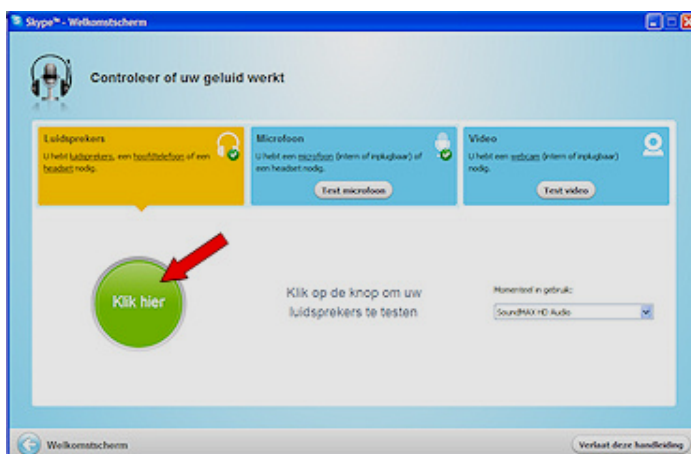 Skype™ - Welkomstscherm
Controleer of uw geluid werkt
Luidsprekers
U hebt luidsprekers, een hoofdtelefoon of een
headset nodig.
Microfoon
U hebt een microfoon (intern of inplugbaar) of
een headset nodig.
Test microfoon
Video
U hebt een webcam (intern of inplugbaar)
nodig.
Test video
Klik hier
Klik op de knop om uw
luidsprekers te testen
Momenteel in gebruik:
SoundMAX HD Audio
Welkomstscherm
Verlaat deze handleiding